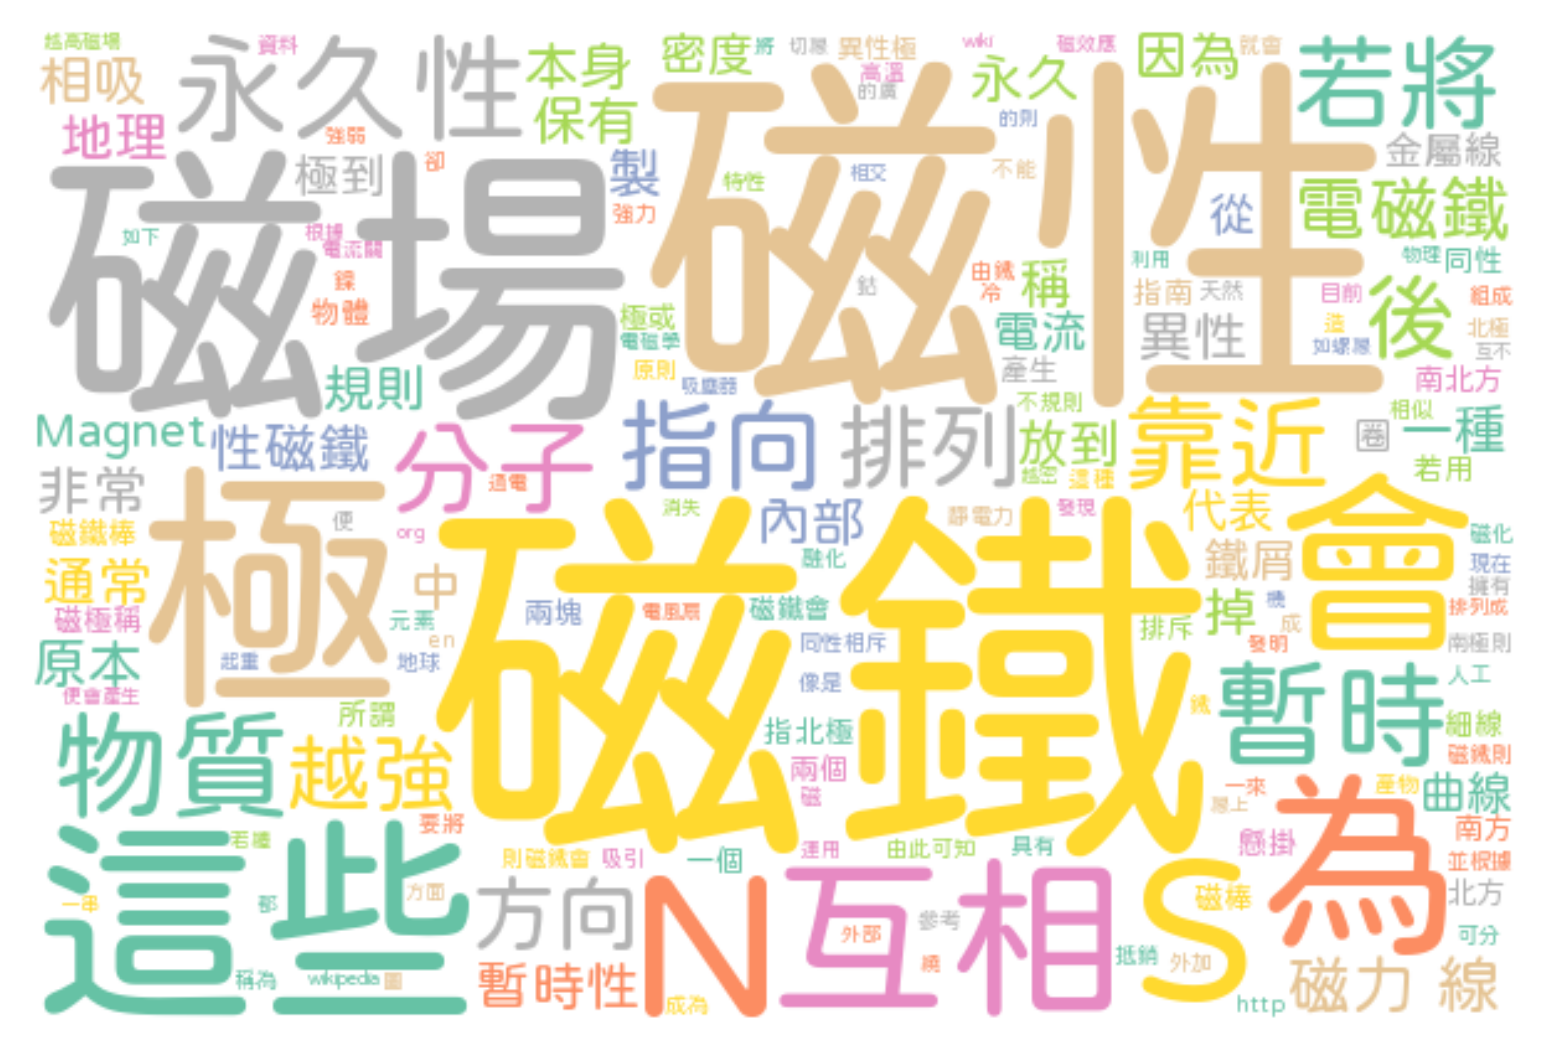 越高磁場
永久性
資料
本身
密度
將
切屑
異性極
wiki
磁效應
因為
就會
若將
相吸
高溫
的廣
永久
地理
強弱
保有
磁性
的則
金屬線
磁場
極到
卻
製
特性
相交
不能
電磁鐵
強力
從
如下
根據
電流關
由鐵
冷
稱
利用
物理
同性
鎳
物體
鈷
指南
天然
目前
後
組成
極或
電磁學
電流
異性
造
北極
如螺旋
互不
規則
原則
吸塵器
產生
南北方
Magnet
性磁鐵
分子
指向
排列
不規則
放到
靠近
相似
圈
一種
非常
通電
越密
這種
若用
磁鐵棒
極
便
org
消失
內部
靜電力
發現
代表
會
磁化
通常
中
磁鐵
融化
鐵屑
現在
擁有
磁極稱
元素
en
兩塊
電風扇
磁鐵會
掉
機
成
排列成
原本
起重
地球
同性相斥
排斥
發明
南極則
便會產生
像是
暫時
人工
物質
所謂
越強
指北極
鐵
細線
兩個
磁
磁鐵則
一來
產物
曲線
要將
為
南方
這些
若纏
則磁鐵會
吸引
一個
運用
由此可知
具有
懸掛
並根據
一串
都
方面
方向
N
互相
S
磁棒
北方
參考
外部
繞
抵銷
外加
可分
稱為
wikipedia
圖
暫時性
成為
http
磁力 線